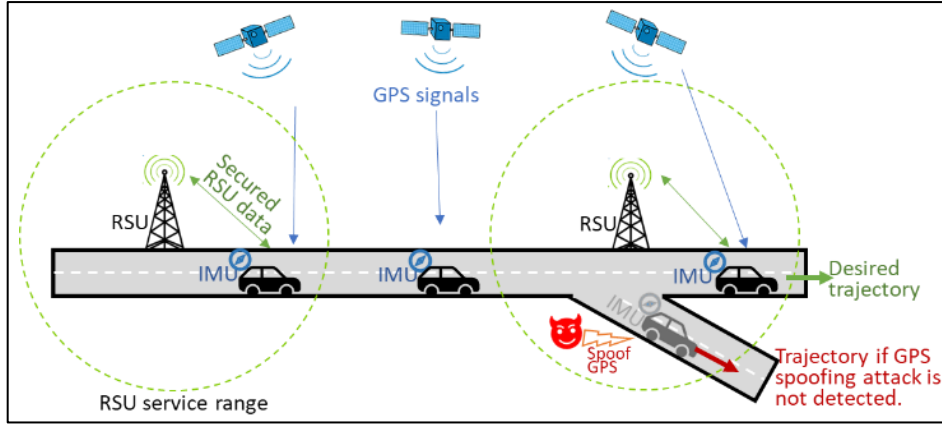 GPS signals
Secured
RSU data
RSU
RSU
IMU
IMU
IMU
Desired
trajectory
IMU
Spoof
GPS
Trajectory if GPS
spoofing attack is
not detected.
RSU service range